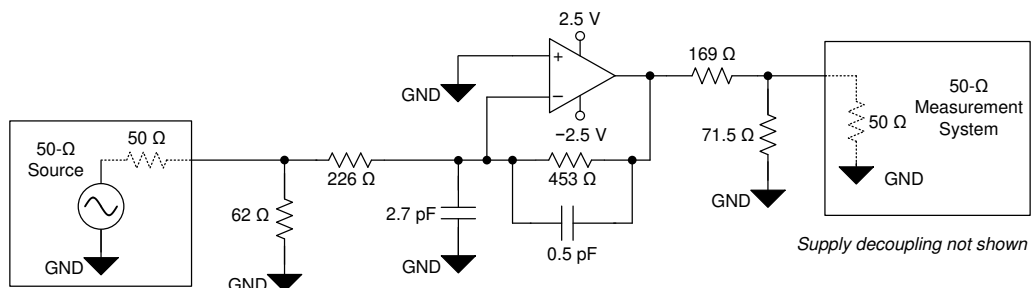 2.5 V
+
−
−2.5 V
GND
169 Ω
71.5 Ω
GND
50-Ω
Measurement
System
50 Ω
GND
Supply decoupling not shown
50-Ω
Source
50 Ω
GND
62 Ω
GND
226 Ω
2.7 pF
GND
453 Ω
0.5 pF